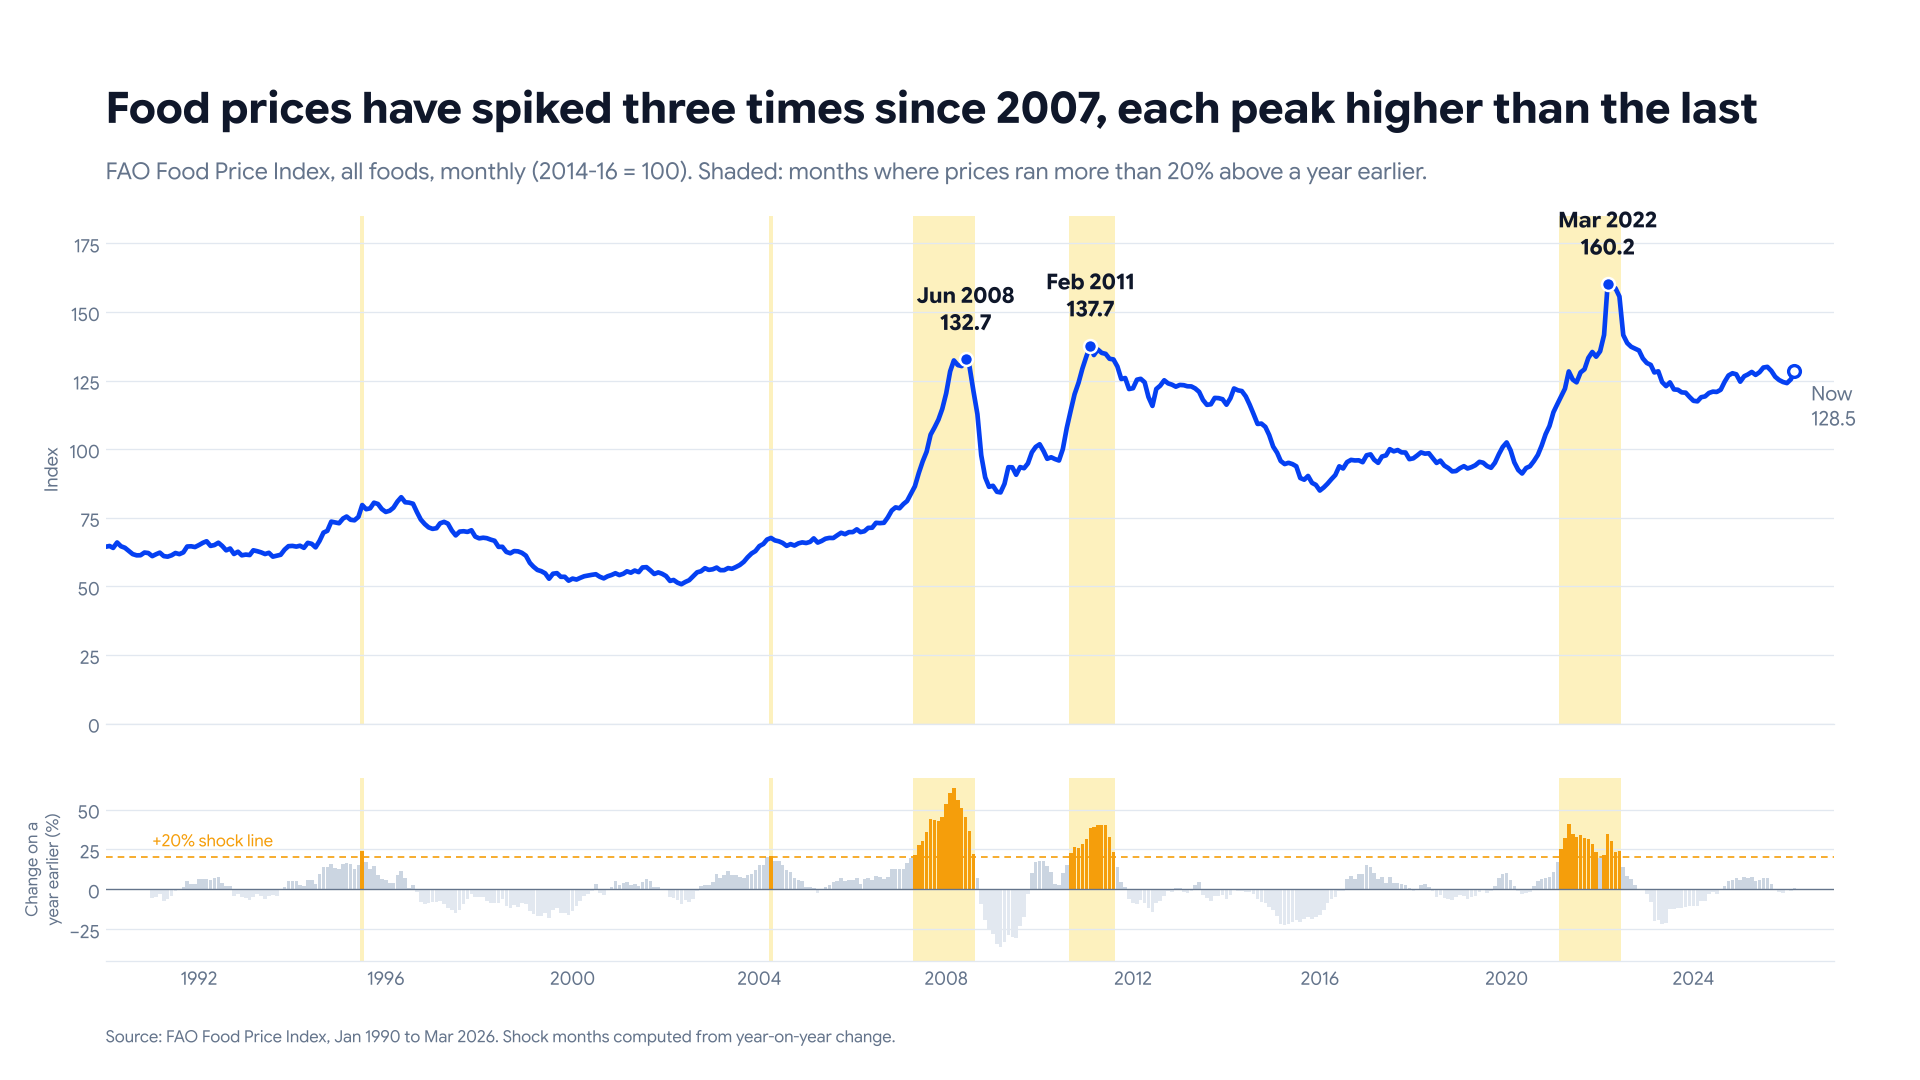 Food prices have spiked three times since 2007, each peak higher than the last
FAO Food Price Index, all foods, monthly (2014-16 = 100). Shaded: months where prices ran more than 20% above a year earlier.
Index
175
150
125
100
75
50
25
0
Jun 2008
132.7
Feb 2011
137.7
Mar 2022
160.2
Now
128.5
Change on a
year earlier (%)
50
25
0
−25
+20% shock line
1992
1996
2000
2004
2008
2012
2016
2020
2024
Source: FAO Food Price Index, Jan 1990 to Mar 2026. Shock months computed from year-on-year change.